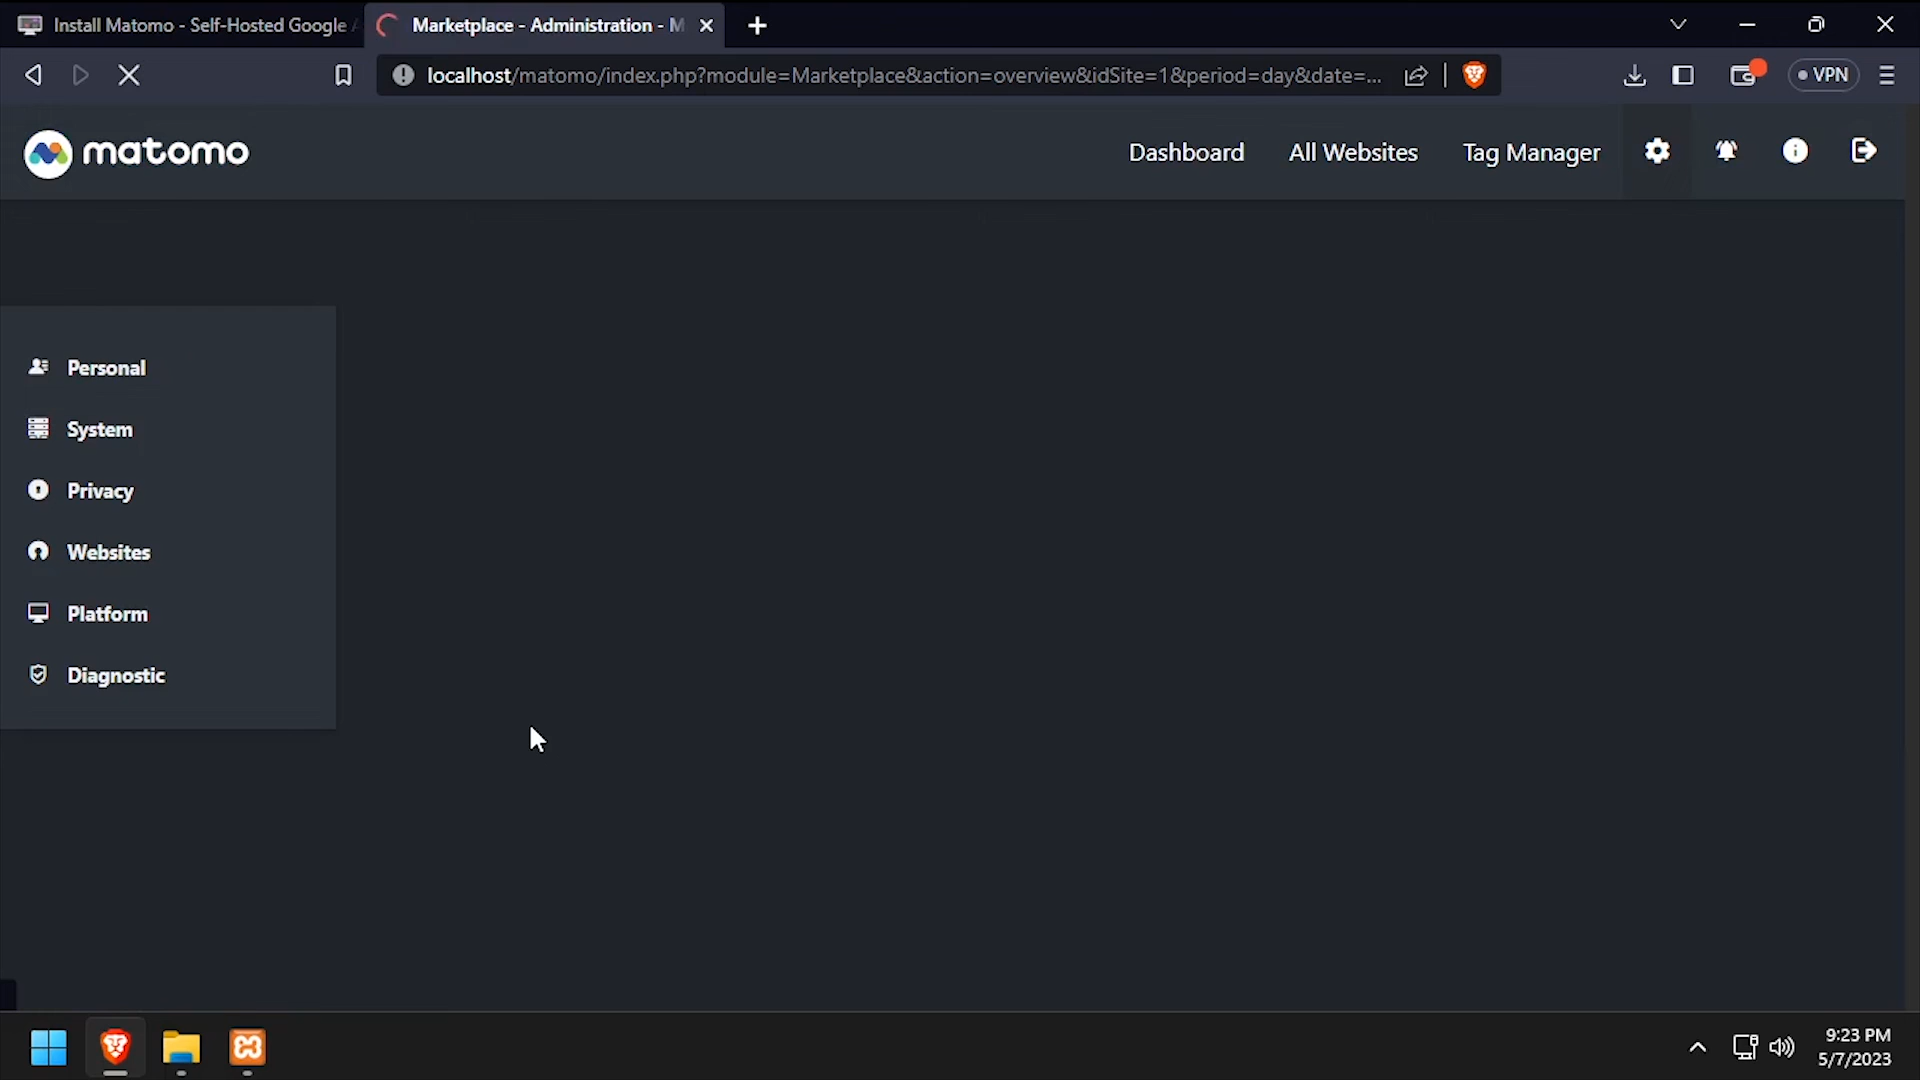 Install Matomo - Self-Hosted Google
Marketplace - Administration - M
localhost/matomo/index.php?module=Marketplace&action=overview&idSite=1&period=day&date=...
VPN
matomo
Dashboard
All Websites
Tag Manager
Personal
System
Privacy
Websites
Platform
Diagnostic
9:23 PM
5/7/2023